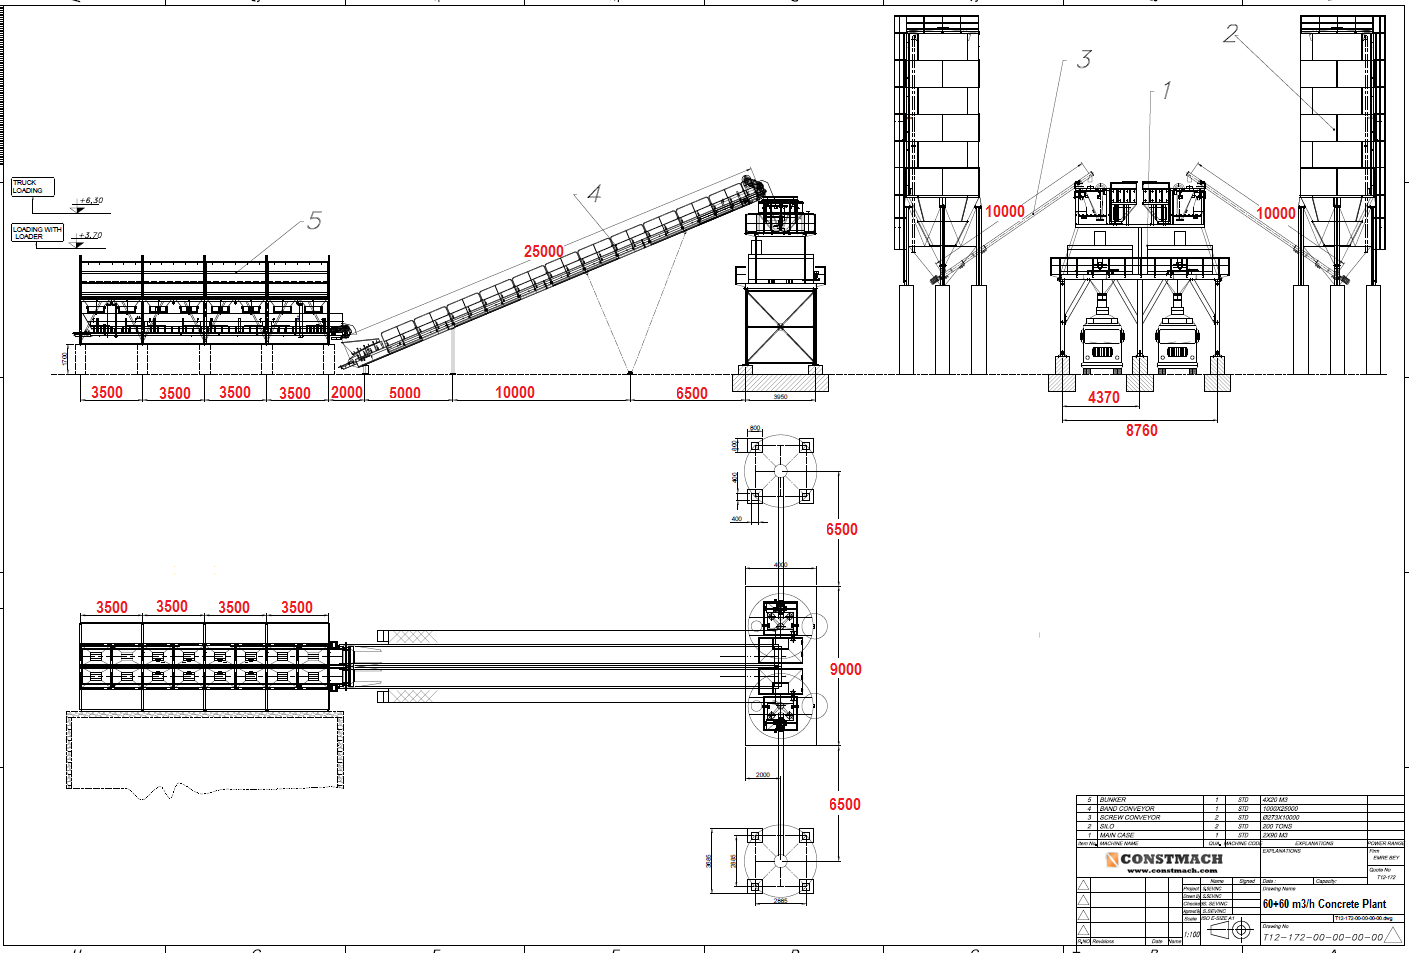 2
3
1
TRUCK
LOADING
+6,30
4
10000
10000
5
LOADING WITH
LOADER
+3,70
25000
1700
3500
3500
3500
3500
2000
5000
10000
6500
3950
4370
8760
800
800
400
400
6500
4000
3500
3500
3500
3500
9000
2000
6500
3685
2885
2885
5 BUNKER 1 STD 4X20 M3
4 BAND CONVEYOR 1 STD 1000X25000
3 SCREW CONVEYOR 2 STD Ø273X10000
2 SILO 2 STD 200 TONS
1 MAIN CASE 1 STD 2X90 M3
Item No. MACHINE NAME QUA. MACHINE CODE EXPLANATIONS POWER RANGE
CONSTMACH
www.constmach.com
EXPLANATIONS
Firm
EMRE BEY
Quote No
T12-172
Name Signed Date : Capacity:
Project S.SEVINC
Drawn By S.SEVINC
Checked S. SEVINC
S.SEVINC
Drawing Name
60+60 m3/h Concrete Plant
Scale ISO E-SIZE A1
T12-172-00-00-00-00.dwg
1:100
Drawing No
T12-172-00-00-00-00
R.NO Revisions Date Name